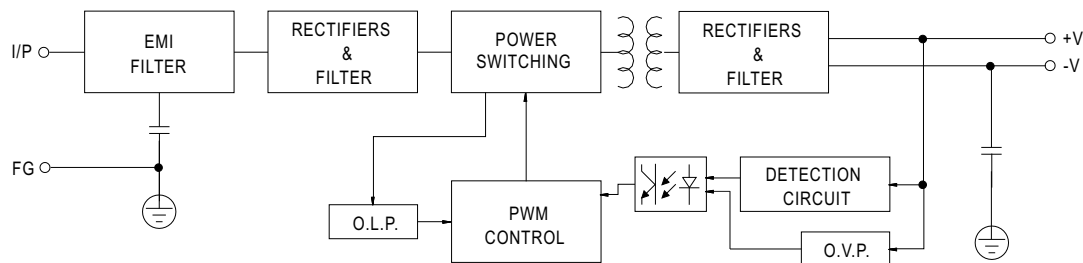 I/P
EMI
FILTER
RECTIFIERS
&
FILTER
POWER
SWITCHING
RECTIFIERS
&
FILTER
+V
-V
FG
O.L.P.
PWM
CONTROL
DETECTION
CIRCUIT
O.V.P.